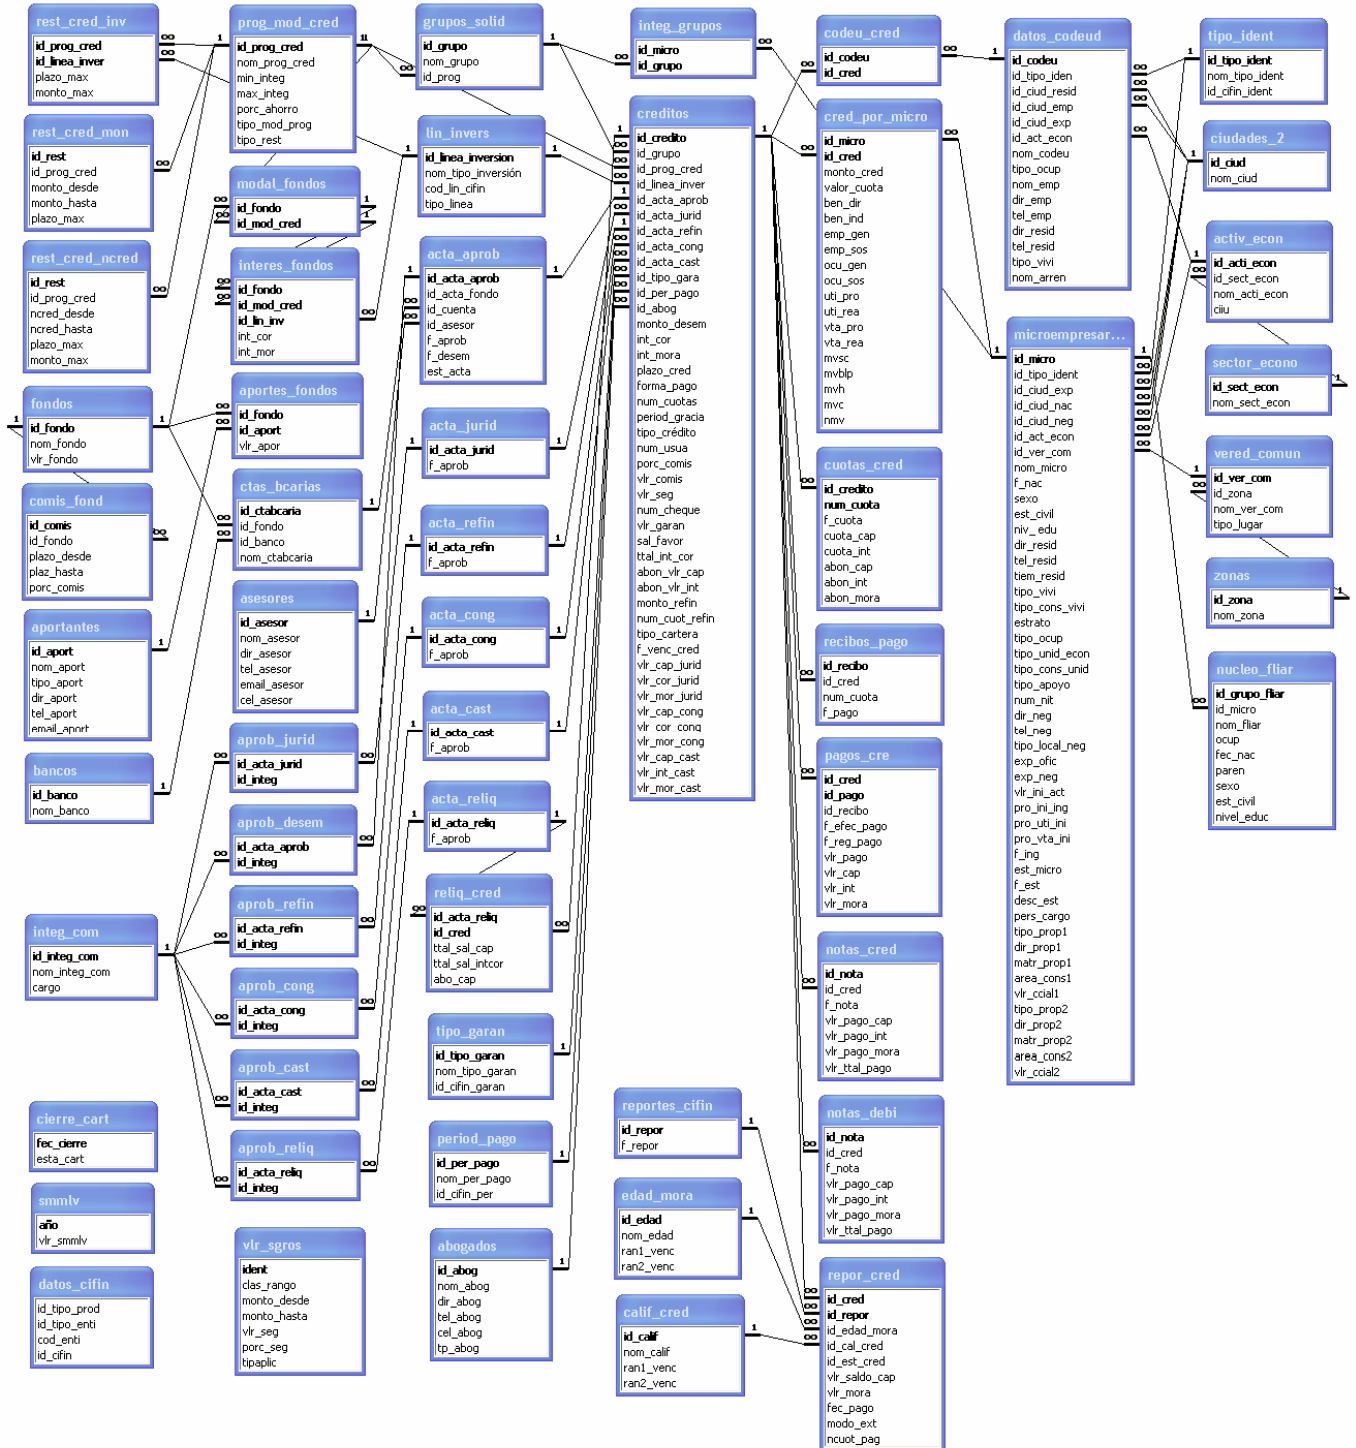 rest_cred_inv
id_prog_cred
id_linea_inver
plazo_max
monto_max
rest_cred_mon
id_rest
id_prog_cred
monto_desde
monto_hasta
plazo_max
rest_cred_ncred
id_rest
id_prog_cred
ncred_desde
ncred_hasta
plazo_max
monto_max
fondos
id_fondo
nom_fondo
vlr_fondo
comis_fond
id_comis
id_fondo
plazo_desde
plaz_hasta
porc_comis
aportantes
id_aport
nom_aport
tipo_aport
dir_aport
tel_aport
email_aport
bancos
id_banco
nom_banco
integ_com
id_integ_com
nom_integ_com
cargo
cierre_cart
fec_cierre
esta_cart
smmlv
año
vlr_smmlv
datos_cifin
id_tipo_prod
id_tipo_enti
cod_enti
id_cifin
prog_mod_cred
id_prog_cred
nom_prog_cred
min_integ
max_integ
porc_ahorro
tipo_mod_prog
tipo_rest
modal_fondos
id_fondo
id_mod_cred
interes_fondos
id_fondo
id_mod_cred
id_lin_inv
int_cor
int_mor
aportes_fondos
id_fondo
id_aport
vlr_apor
ctas_bcarias
id_ctabcaria
id_fondo
id_banco
nom_ctabcaria
asesores
id_asesor
nom_asesor
dir_asesor
tel_asesor
email_asesor
cel_asesor
aprob_jurid
id_acta_jurid
id_integ
aprob_desem
id_acta_aprob
id_integ
aprob_refin
id_acta_refin
id_integ
aprob_cong
id_acta_cong
id_integ
aprob_cast
id_acta_cast
id_integ
aprob_reliq
id_acta_reliq
id_integ
vlr_sgros
ident
clas_rango
monto_desde
monto_hasta
vlr_seg
porc_seg
tipaplic
grupos_solid
id_grupo
nom_grupo
id_prog
lin_invers
id_linea_inversion
nom_tipo_inversión
cod_lin_cifin
tipo_linea
acta_aprob
id_acta_aprob
id_acta_fondo
id_cuenta
id_asesor
f_aprob
f_desem
est_acta
acta_jurid
id_acta_jurid
f_aprob
acta_refin
id_acta_refin
f_aprob
acta_cong
id_acta_cong
f_aprob
acta_cast
id_acta_cast
f_aprob
acta_reliq
id_acta_reliq
f_aprob
reliq_cred
id_acta_reliq
id_cred
ttal_sal_cap
ttal_sal_intcor
abo_cap
tipo_garan
id_tipo_garan
nom_tipo_garan
id_cifin_garan
period_pago
id_per_pago
nom_per_pago
id_cifin_per
abogados
id_abog
nom_abog
dir_abog
tel_abog
cel_abog
tp_abog
integ_grupos
id_micro
id_grupo
creditos
id_credito
id_grupo
id_prog_cred
id_linea_inver
id_acta_aprob
id_acta_jurid
id_acta_refin
id_acta_cong
id_acta_cast
id_tipo_gara
id_per_pago
id_abog
monto_desem
int_cor
int_mora
plazo_cred
forma_pago
num_cuotas
period_gracia
tipo_crédito
num_usua
porc_comis
vlr_comis
vlr_seg
num_cheque
vlr_garan
sal_favor
ttal_int_cor
abon_vlr_cap
abon_vlr_int
monto_refin
num_cuot_refin
tipo_cartera
f_venc_cred
vlr_cap_jurid
vlr_cor_jurid
vlr_mor_jurid
vlr_cap_cong
vlr_cor_cong
vlr_mor_cong
vlr_cap_cast
vlr_int_cast
vlr_mor_cast
reportes_cifin
id_repor
f_repor
edad_mora
id_edad
nom_edad
ran1_venc
ran2_venc
calif_cred
id_calif
nom_calif
ran1_venc
ran2_venc
codeu_cred
id_codeu
id_cred
cred_por_micro
id_micro
id_cred
monto_cred
valor_cuota
ben_dir
ben_ind
emp_gen
emp_sos
ocu_gen
ocu_sos
uti_pro
uti_rea
vta_pro
vta_rea
mvsc
mvblp
mvh
mvc
nmv
cuotas_cred
id_credito
num_cuota
f_cuota
cuota_cap
cuota_int
abon_cap
abon_int
abon_mora
recibos_pago
id_recibo
id_cred
num_cuota
f_pago
pagos_cre
id_cred
id_pago
id_recibo
f_efec_pago
f_reg_pago
vlr_pago
vlr_cap
vlr_int
vlr_mora
notas_cred
id_nota
id_cred
f_nota
vlr_pago_cap
vlr_pago_int
vlr_pago_mora
vlr_ttal_pago
notas_debi
id_nota
id_cred
f_nota
vlr_pago_cap
vlr_pago_int
vlr_pago_mora
vlr_ttal_pago
repor_cred
id_cred
id_repor
id_edad_mora
id_cal_cred
id_est_cred
vlr_saldo_cap
vlr_mora
fec_pago
modo_ext
ncuot_pag
datos_codeud
id_codeu
id_tipo_iden
id_ciud_resid
id_ciud_emp
id_ciud_exp
id_act_econ
nom_codeu
tipo_ocup
nom_emp
dir_emp
tel_emp
dir_resid
tel_resid
tipo_vivi
nom_arren
microempresar...
id_micro
id_tipo_ident
id_ciud_exp
id_ciud_nac
id_ciud_neg
id_act_econ
id_ver_com
nom_micro
f_nac
sexo
est_civil
niv_ edu
dir_resid
tel_resid
tiem_resid
tipo_vivi
tipo_cons_vivi
estrato
tipo_ocup
tipo_unid_econ
tipo_cons_unid
tipo_apoyo
num_nit
dir_neg
tel_neg
tipo_local_neg
exp_ofic
exp_neg
vlr_ini_act
pro_ini_ing
pro_uti_ini
pro_vta_ini
f_ing
est_micro
f_est
desc_est
pers_cargo
tipo_prop1
dir_prop1
matr_prop1
area_cons1
vlr_ccial1
tipo_prop2
dir_prop2
matr_prop2
area_cons2
vlr_ccial2
tipo_ident
id_tipo_ident
nom_tipo_ident
id_cifin_ident
ciudades_2
id_ciud
nom_ciud
activ_econ
id_acti_econ
id_sect_econ
nom_acti_econ
ciiu
sector_econo
id_sect_econ
nom_sect_econ
vered_comun
id_ver_com
id_zona
nom_ver_com
tipo_lugar
zonas
id_zona
nom_zona
nucleo_fliar
id_grupo_fliar
id_micro
nom_fliar
ocup
fec_nac
paren
sexo
est_civil
nivel_educ